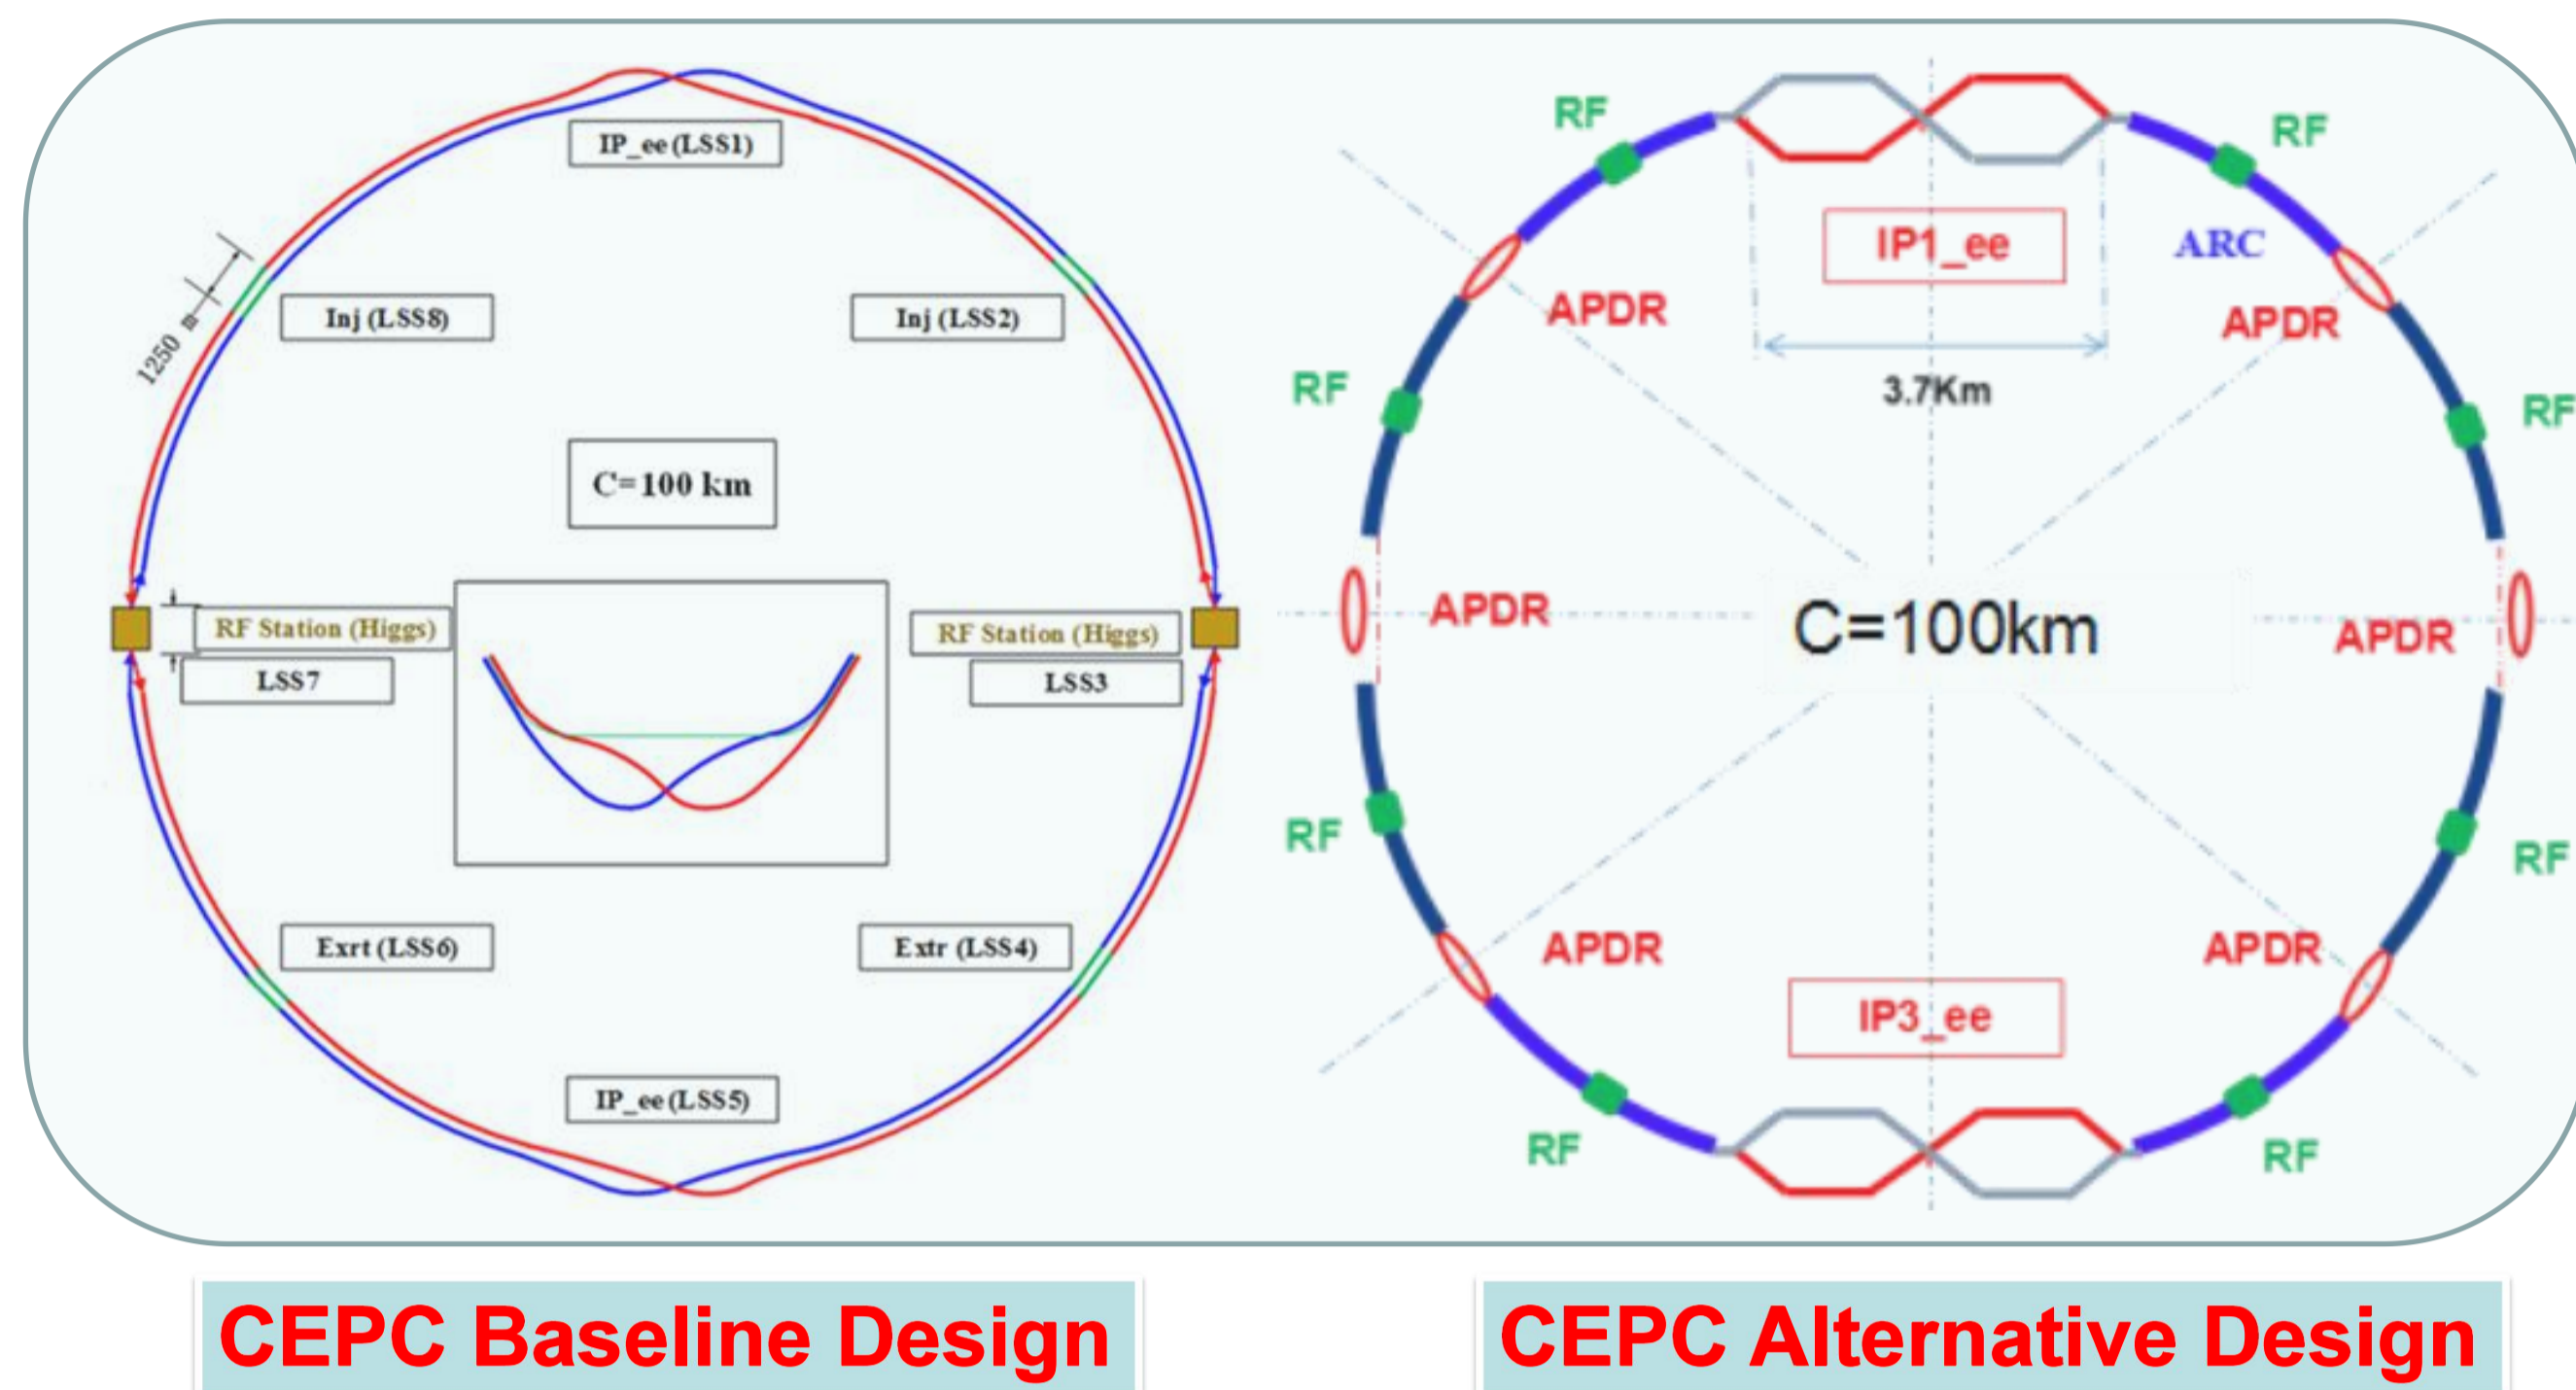 IP_ee (LSS1)
Inj (LSS8)
Inj (LSS2)
1250 m
C=100 km
RF Station (Higgs)
LSS7
RF Station (Higgs)
LSS3
Exrt (LSS6)
Extr (LSS4)
IP_ee (LSS5)
CEPC Baseline Design
RF
RF
IP1_ee
ARC
APDR
APDR
3.7Km
RF
RF
APDR
C=100km
APDR
RF
RF
APDR
APDR
IP3_ee
RF
RF
CEPC Alternative Design